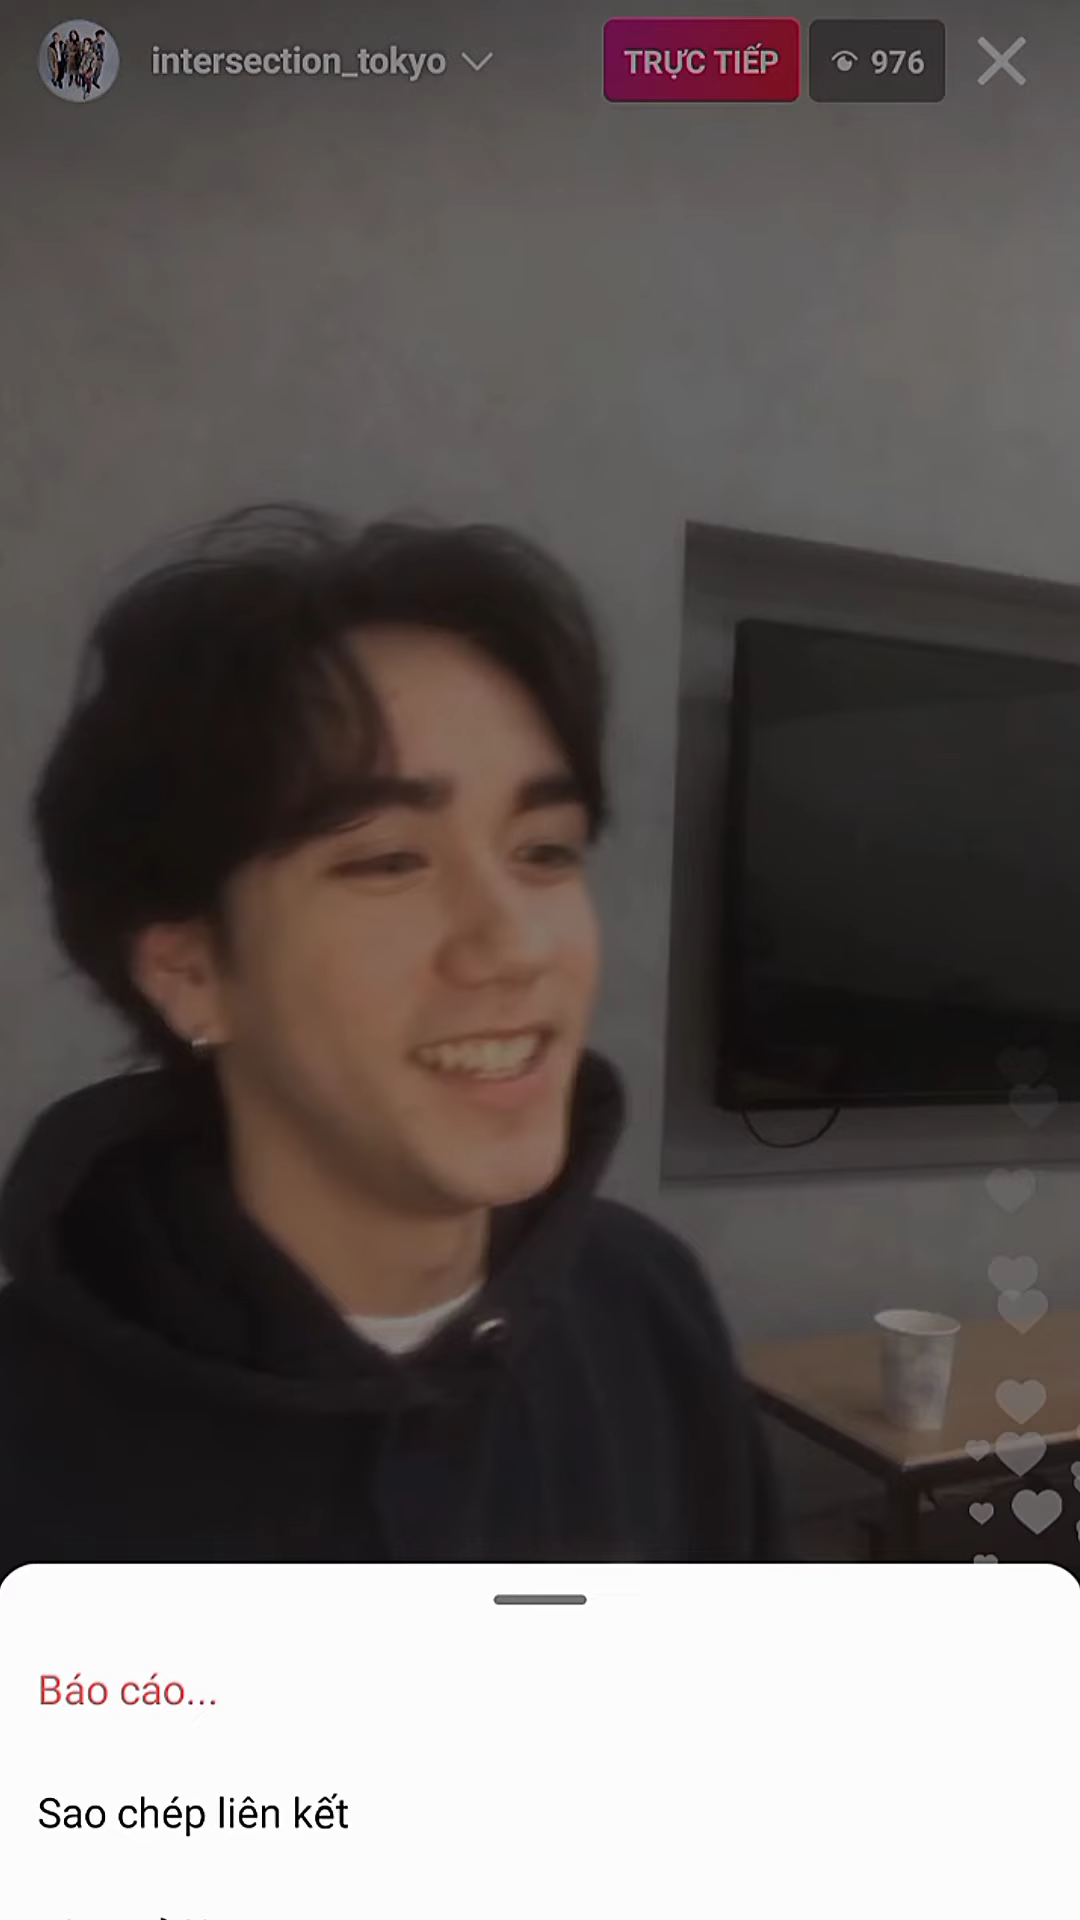 intersection_tokyo
TRỰC TIẾP
976
Báo cáo...
Sao chép liên kết